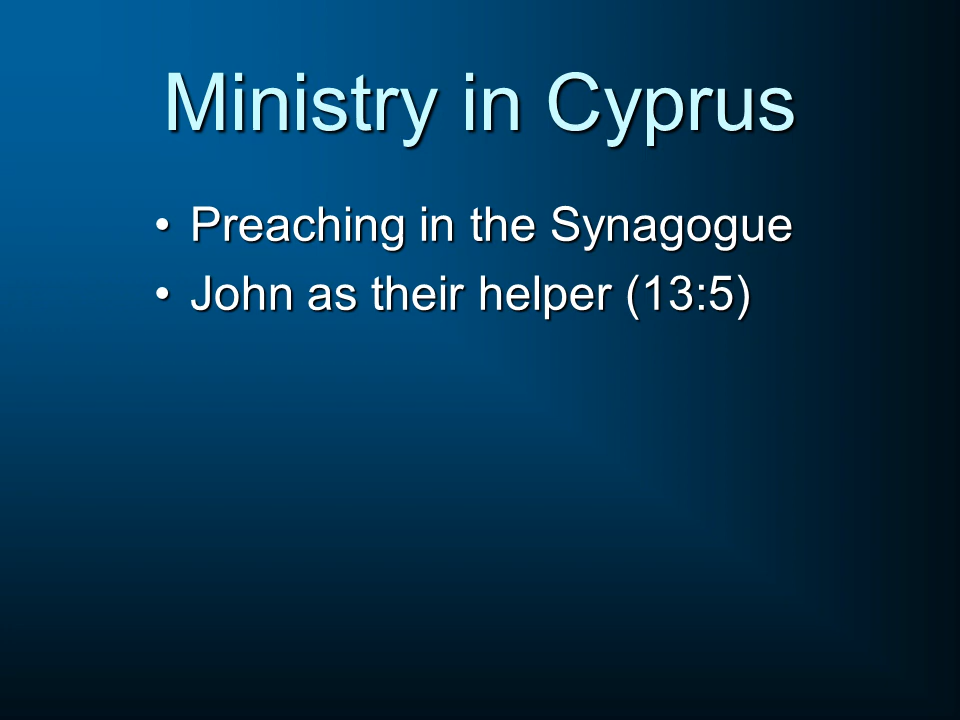 Ministry in Cyprus
• Preaching in the Synagogue
• John as their helper (13:5)